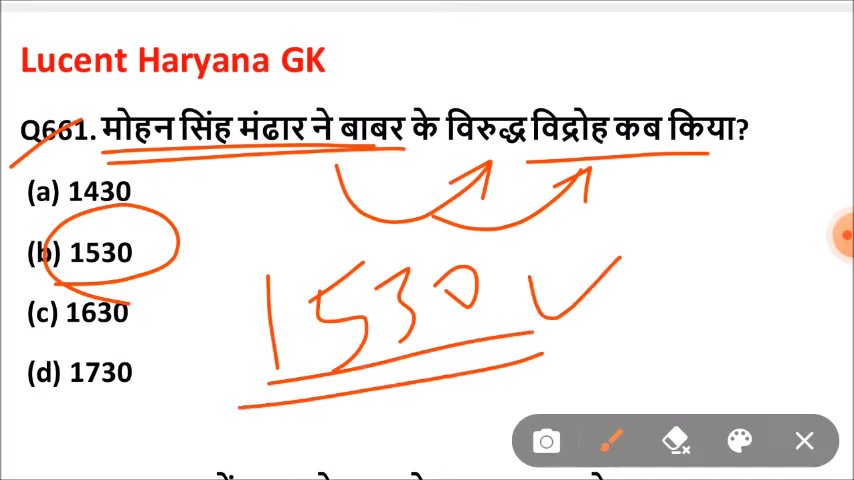 Lucent Haryana GK
Q661. मोहन सिंह मंढार ने बाबर के विरुद्ध विद्रोह कब किया?
(a) 1430
(b) 1530
(c) 1630
1530
(d) 1730